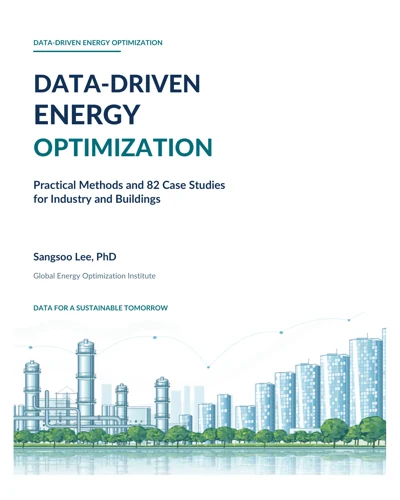 DATA-DRIVEN ENERGY OPTIMIZATION
DATA-DRIVEN
ENERGY
OPTIMIZATION
Practical Methods and 82 Case Studies
for Industry and Buildings
Sangsoo Lee, PhD
Global Energy Optimization Institute
DATA FOR A SUSTAINABLE TOMORROW